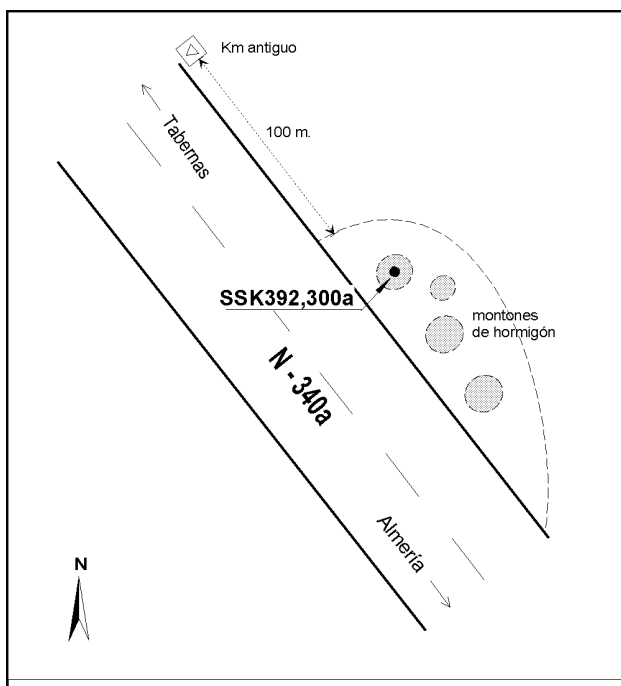 Km antiguo
100 m.
Tabernas
SSK392,300a
montones
de hormigón
N - 340a
Almería
N